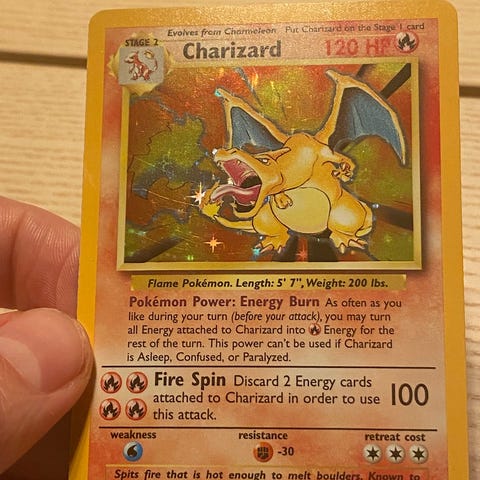 Evolves from Charmeleon Put Charizard on the Stage 1 card
STAGE 2
Charizard 120 HP
Flame Pokémon. Length: 5' 7", Weight: 200 lbs.
Pokémon Power: Energy Burn As often as you
like during your turn (before your attack), you may turn
all Energy attached to Charizard into Energy for the
rest of the turn. This power can't be used if Charizard
is Asleep, Confused, or Paralyzed.
Fire Spin Discard 2 Energy cards
attached to Charizard in order to use 100
this attack.
weakness resistance retreat cost
-30
Spits fire that is hot enough to melt boulders. Known to